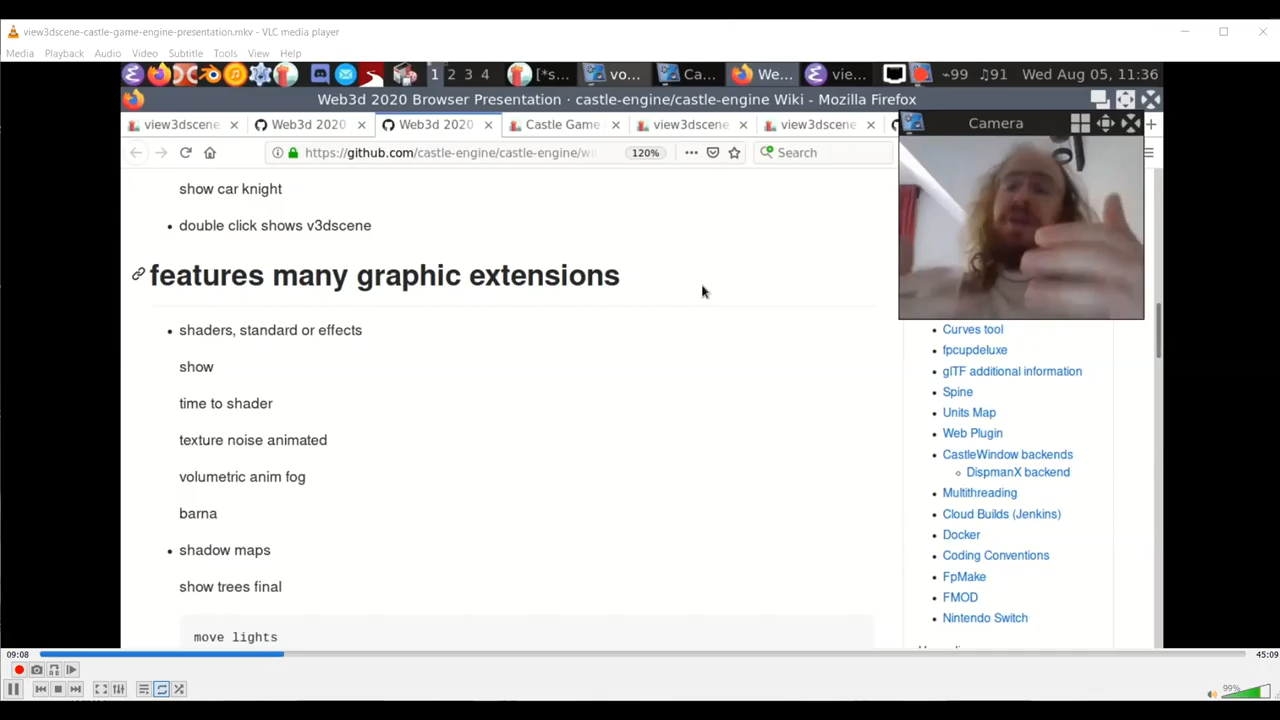 view3dscene-castle-game-engine-presentation.mkv - VLC media player
Media Playback Audio Video Subtitle Tools View Help
1 2 3 4 [*s... vo... Ca... We... vie... ~99 ♫91 Wed Aug 05, 11:36
Web3d 2020 Browser Presentation · castle-engine/castle-engine Wiki - Mozilla Firefox
view3dscene Web3d 2020 Web3d 2020 Castle Game view3dscene view3dscene
Camera
https://github.com/castle-engine/castle-engine/w 120% Search
show car knight
double click shows v3dscene
features many graphic extensions
shaders, standard or effects
show
time to shader
texture noise animated
volumetric anim fog
barna
shadow maps
show trees final
move lights
Curves tool
fpcupdeluxe
glTF additional information
Spine
Units Map
Web Plugin
CastleWindow backends
DispmanX backend
Multithreading
Cloud Builds (Jenkins)
Docker
Coding Conventions
FpMake
FMOD
Nintendo Switch
09:08 45:09
99%